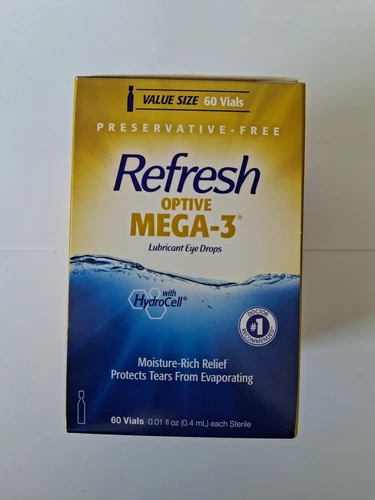 VALUE SIZE 60 Vials
PRESERVATIVE-FREE
Refresh
OPTIVE
MEGA-3®
Lubricant Eye Drops
with
HydroCell®
DOCTOR
#1
RECOMMENDED
Moisture-Rich Relief
Protects Tears From Evaporating
60 Vials 0.01 fl oz (0.4 mL) each Sterile